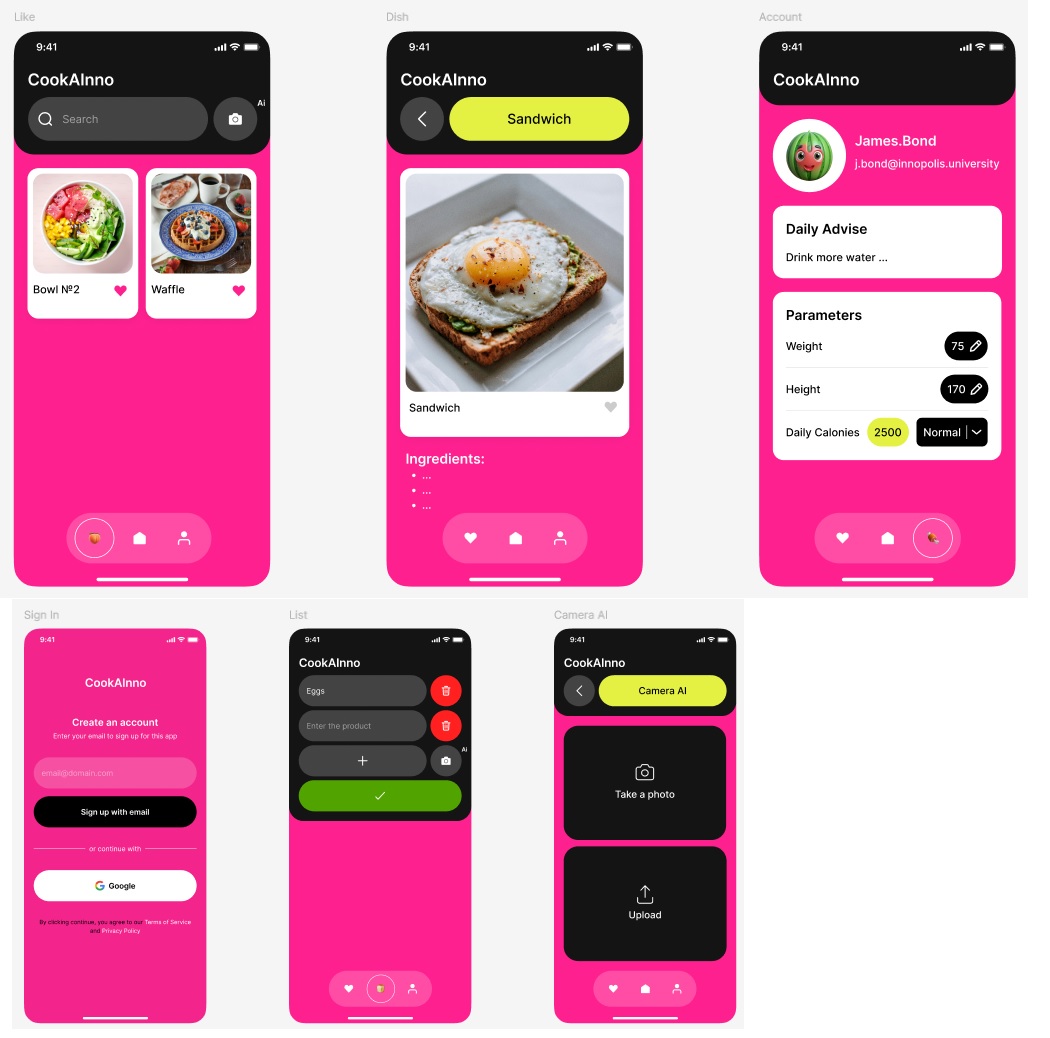 Like
9:41
CookAInno
Search
Ai
Bowl №2
Waffle
Dish
9:41
CookAInno
Sandwich
Sandwich
Ingredients:
• ...
• ...
• ...
Account
9:41
CookAInno
James.Bond
j.bond@innopolis.university
Daily Advise
Drink more water ...
Parameters
Weight
75
Height
170
Daily Calonies
2500
Normal
Sign In
9:41
CookAInno
Create an account
Enter your email to sign up for this app
email@domain.com
Sign up with email
or continue with
Google
By clicking continue, you agree to our Terms of Service
and Privacy Policy
List
9:41
CookAInno
Eggs
Enter the product
Ai
Camera AI
9:41
CookAInno
Camera AI
Take a photo
Upload